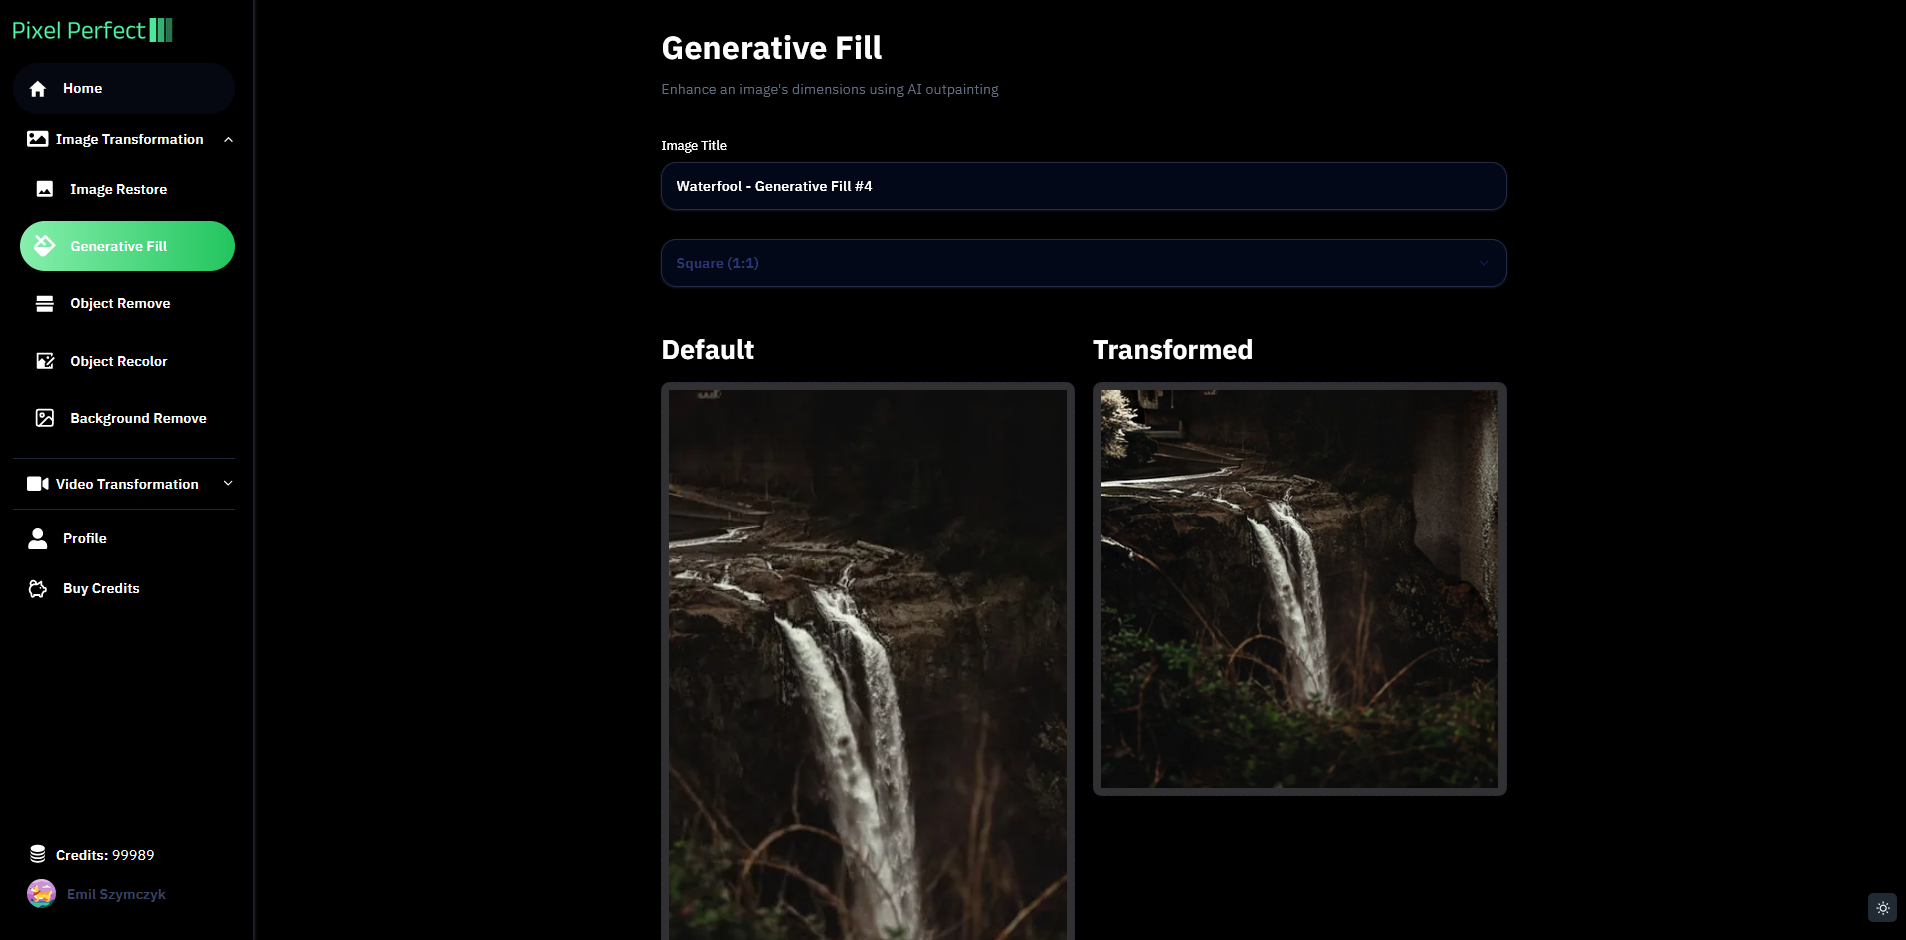 Pixel Perfect
Home
Image Transformation
Image Restore
Generative Fill
Object Remove
Object Recolor
Background Remove
Video Transformation
Profile
Buy Credits
Credits: 99989
Emil Szymczyk
Generative Fill
Enhance an image's dimensions using AI outpainting
Image Title
Waterfool - Generative Fill #4
Square (1:1)
Default
Transformed